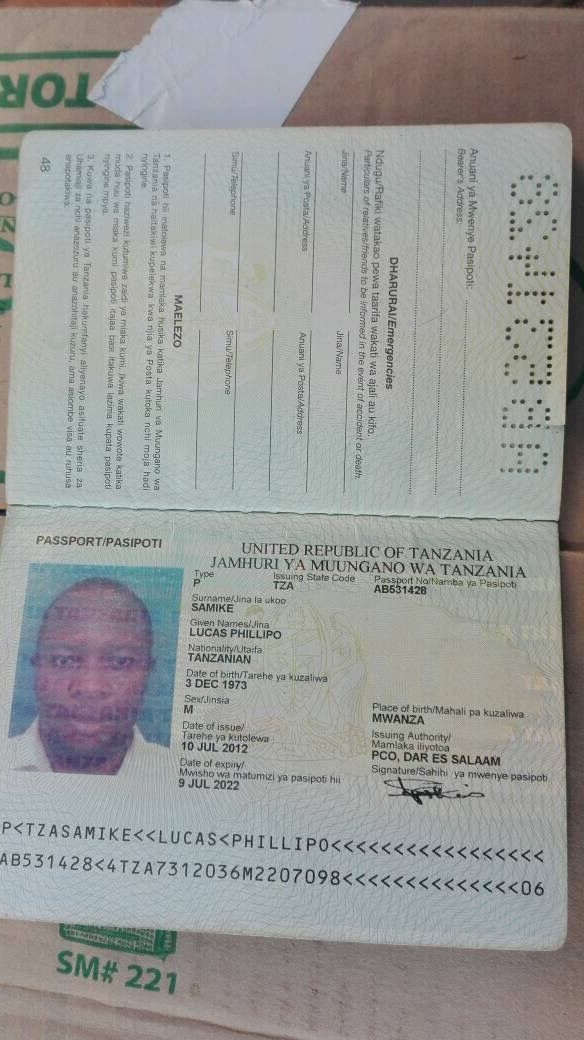 TOR
Anuani ya Mwenye Pasipoti:
Bearer's Address:
DHARURA/Emergencies
Ndugu/Rafiki watakao pewa taarifa wakati wa ajali au kifo.
Particulars of relatives/friends to be informed in the event of accident or death.
Jina/Name
Jina/Name
Anuani ya Posta/Address
Anuani ya Posta/Address
Simu/Telephone
Simu/Telephone
MAELEZO
1. Pasipoti hii imetolewa na mamlaka husika katika Jamhuri ya Muungano wa
Tanzania na haitakiwi kupelekwa kwa njia ya Posta kutoka nchi moja hadi
nyingine.
2. Pasipoti haiwezi kutumiwa zaidi ya miaka kumi. Ikiwa wakati wowote katika
muda huo wa miaka kumi pasipoti itajaa basi itakuwa lazima kupata pasipoti
nyingine mpya.
3. Kuwa na pasipoti ya Tanzania hakumfanyi aliyenayo asifuate sheria za
Uhamiaji za nchi anazozuru au anazohitaji kuzuru, ama asiombe visa au ruhusa
anapotakiwa.
48
PASSPORT/PASIPOTI
UNITED REPUBLIC OF TANZANIA
JAMHURI YA MUUNGANO WA TANZANIA
Type Issuing State Code Passport No/Namba ya Pasipoti
P TZA AB531428
Surname/Jina la ukoo
SAMIKE
Given Names/Jina
LUCAS PHILLIPO
Nationality/Utaifa
TANZANIAN
Date of birth/Tarehe ya kuzaliwa
3 DEC 1973
Sex/Jinsia Place of birth/Mahali pa kuzaliwa
M MWANZA
Date of issue/ Issuing Authority/
Tarehe ya kutolewa Mamlaka iliyotoa
10 JUL 2012 PCO, DAR ES SALAAM
Date of expiry/ Signature/Sahihi ya mwenye pasipoti
Mwisho wa matumizi ya pasipoti hii
9 JUL 2022
P<TZASAMIKE<<LUCAS<PHILLIPO<<<<<<<<<<<<<<<<<
AB531428<4TZA7312036M2207098<<<<<<<<<<<<<<06
SM# 221